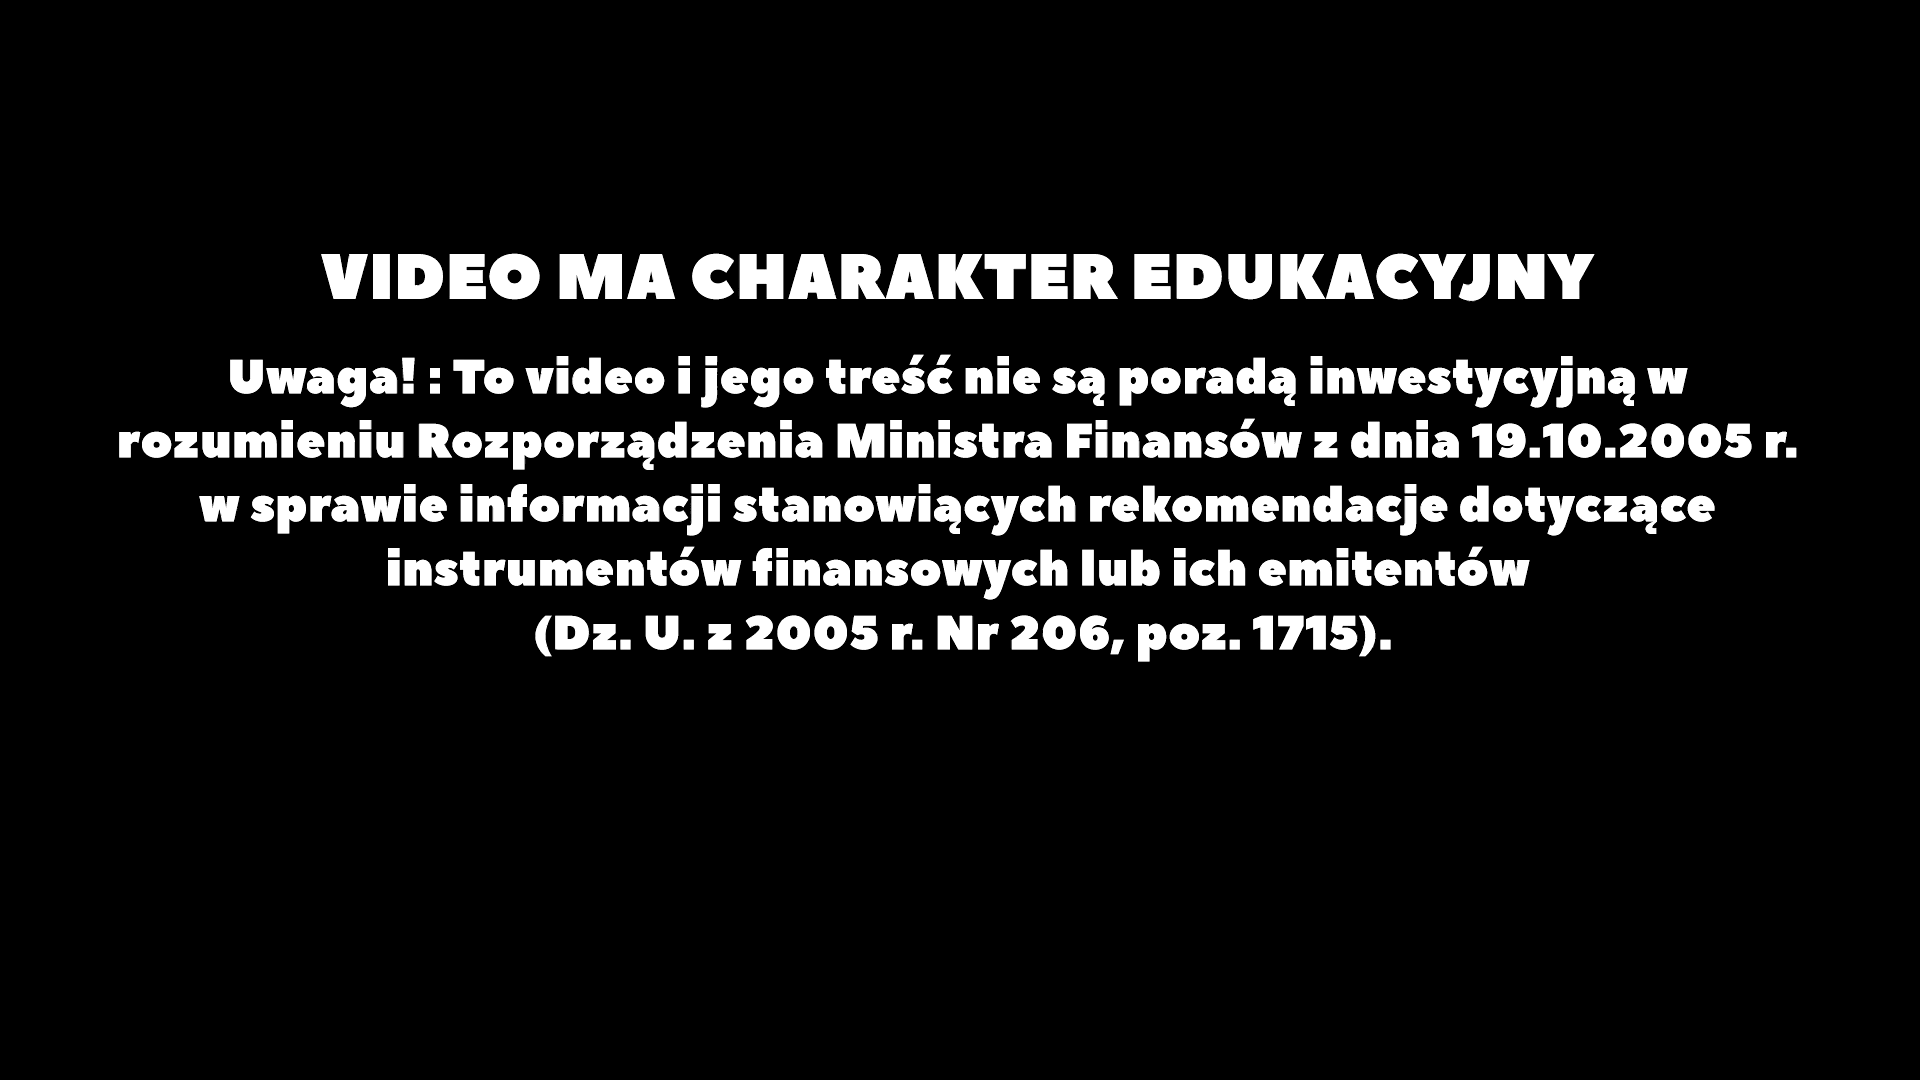 VIDEO MA CHARAKTER EDUKACYJNY
Uwaga! : To video i jego treść nie są poradą inwestycyjną w
rozumieniu Rozporządzenia Ministra Finansów z dnia 19.10.2005 r.
w sprawie informacji stanowiących rekomendacje dotyczące
instrumentów finansowych lub ich emitentów
(Dz. U. z 2005 r. Nr 206, poz. 1715).